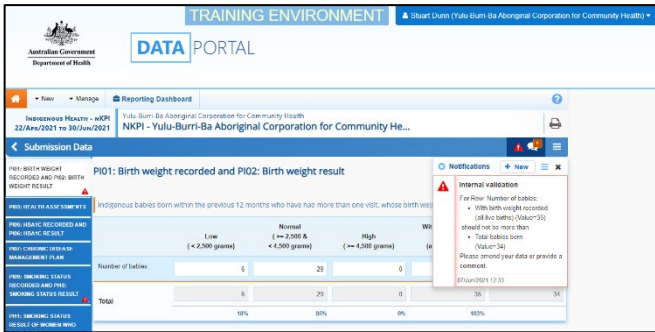 TRAINING ENVIRONMENT
Stuart Dunn (Yulu-Burri-Ba Aboriginal Corporation for Community Health)
Australian Government
Department of Health
DATA PORTAL
New
Manage
Reporting Dashboard
INDIGENOUS HEALTH - NKPI
22/APR/2021 TO 30/JUN/2021
Yulu-Burri-Ba Aboriginal Corporation for Community Health
NKPI - Yulu-Burri-Ba Aboriginal Corporation for Community He...
Submission Data
PI01: BIRTH WEIGHT
RECORDED AND PI02: BIRTH
WEIGHT RESULT
PI03: HEALTH ASSESSMENTS
PI05: HBA1C RECORDED AND
PI06: HBA1C RESULT
PI07: CHRONIC DISEASE
MANAGEMENT PLAN
PI09: SMOKING STATUS
RECORDED AND PI10:
SMOKING STATUS RESULT
PI11: SMOKING STATUS
RESULT OF WOMEN WHO
PI01: Birth weight recorded and PI02: Birth weight result
Indigenous babies born within the previous 12 months who have had more than one visit, whose birth
Low
(< 2,500 grams)
Normal
( >= 2,500 &
< 4,500 grams)
High
( >= 4,500 grams)
Number of babies
6
29
0
Total
6
29
0
34
18%
85%
0%
103%
Notifications
+ New
Internal validation
For Row: Number of babies:
• With birth weight recorded
(all live births) (Value=35)
should not be more than
• Total babies born
(Value=34)
Please amend your data or provide a
comment.
07/Jun/2021 12:33